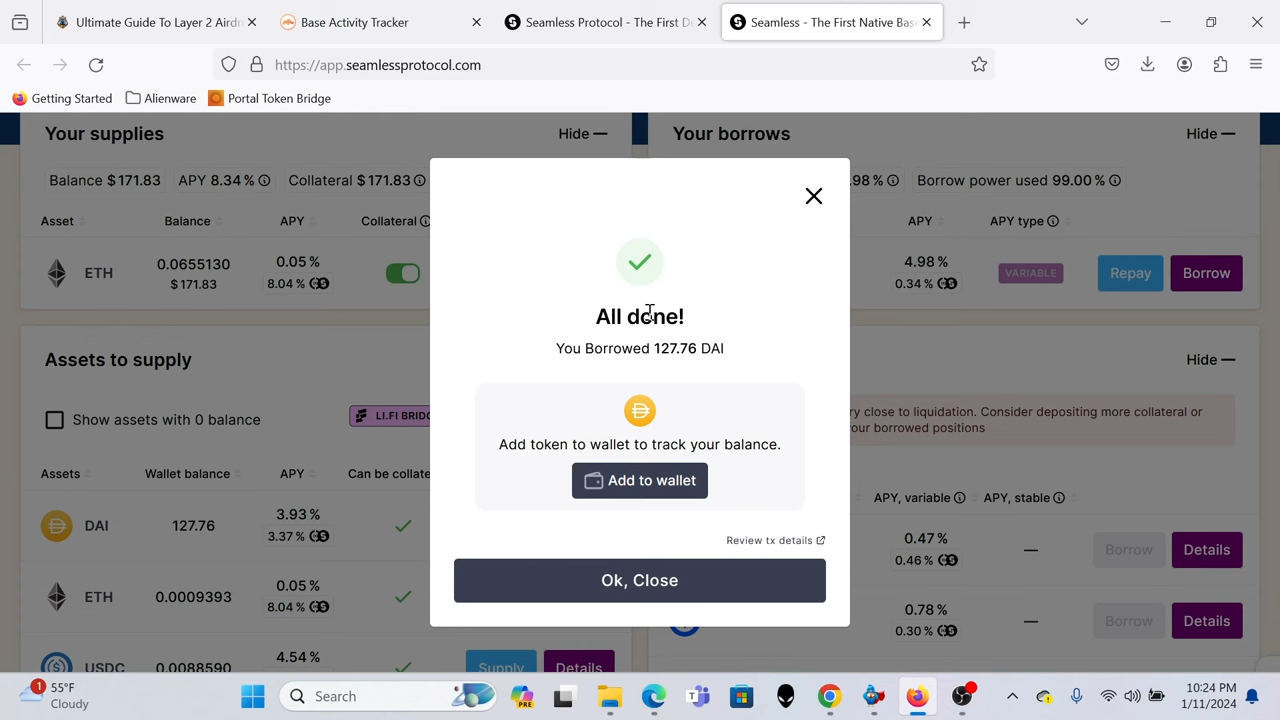 Ultimate Guide To Layer 2 Airdr
Base Activity Tracker
Seamless Protocol - The First De
Seamless - The First Native Base
https://app.seamlessprotocol.com
Getting Started
Alienware
Portal Token Bridge
Your supplies
Hide
Your borrows
Hide
Balance $ 171.83
APY 8.34 %
Collateral $ 171.83
.98 %
Borrow power used 99.00 %
Asset
Balance
APY
Collateral
APY
APY type
ETH
0.0655130
$ 171.83
0.05 %
8.04 %
4.98 %
0.34 %
VARIABLE
Repay
Borrow
All done!
You Borrowed 127.76 DAI
Add token to wallet to track your balance.
Add to wallet
Review tx details
Ok, Close
Assets to supply
Hide
Hide
Show assets with 0 balance
LI.FI BRIDG
ry close to liquidation. Consider depositing more collateral or
our borrowed positions
Assets
Wallet balance
APY
Can be collate
APY, variable
APY, stable
DAI
127.76
3.93 %
3.37 %
0.47 %
0.46 %
—
Borrow
Details
ETH
0.0009393
0.05 %
8.04 %
0.78 %
0.30 %
—
Borrow
Details
USDC
0.0088590
4.54 %
Supply
Details
1
55°F
Cloudy
Search
PRE
10:24 PM
1/11/2024